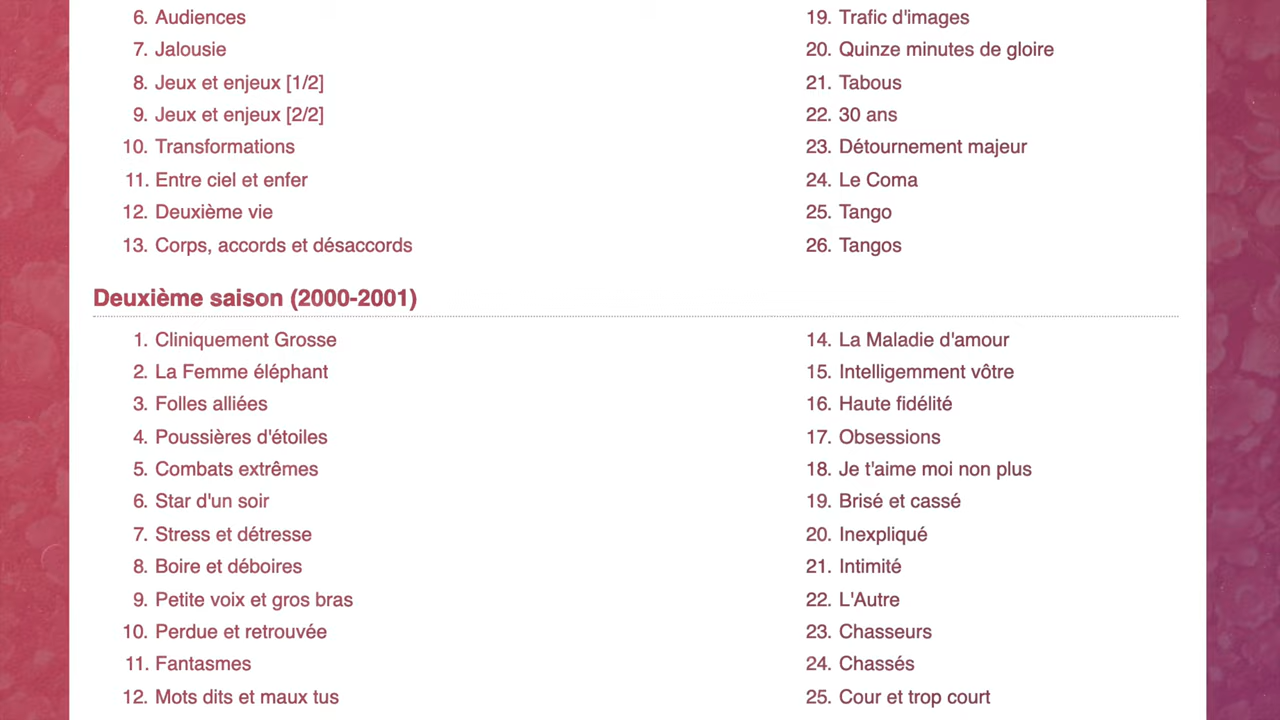 6. Audiences
7. Jalousie
8. Jeux et enjeux [1/2]
9. Jeux et enjeux [2/2]
10. Transformations
11. Entre ciel et enfer
12. Deuxième vie
13. Corps, accords et désaccords
19. Trafic d'images
20. Quinze minutes de gloire
21. Tabous
22. 30 ans
23. Détournement majeur
24. Le Coma
25. Tango
26. Tangos
Deuxième saison (2000-2001)
1. Cliniquement Grosse
2. La Femme éléphant
3. Folles alliées
4. Poussières d'étoiles
5. Combats extrêmes
6. Star d'un soir
7. Stress et détresse
8. Boire et déboires
9. Petite voix et gros bras
10. Perdue et retrouvée
11. Fantasmes
12. Mots dits et maux tus
14. La Maladie d'amour
15. Intelligemment vôtre
16. Haute fidélité
17. Obsessions
18. Je t'aime moi non plus
19. Brisé et cassé
20. Inexpliqué
21. Intimité
22. L'Autre
23. Chasseurs
24. Chassés
25. Cour et trop court